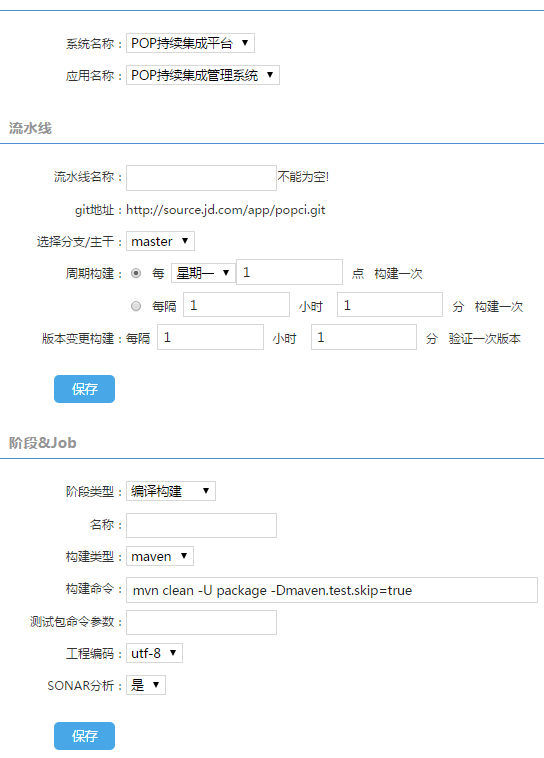 系统名称： POP持续集成平台
应用名称： POP持续集成管理系统
流水线
流水线名称： 不能为空!
git地址： http://source.jd.com/app/popci.git
选择分支/主干： master
周期构建： 每 星期一 1 点 构建一次
每隔 1 小时 1 分 构建一次
版本变更构建： 每隔 1 小时 1 分 验证一次版本
保存
阶段&Job
阶段类型： 编译构建
名称：
构建类型： maven
构建命令： mvn clean -U package -Dmaven.test.skip=true
测试包命令参数：
工程编码： utf-8
SONAR分析： 是
保存